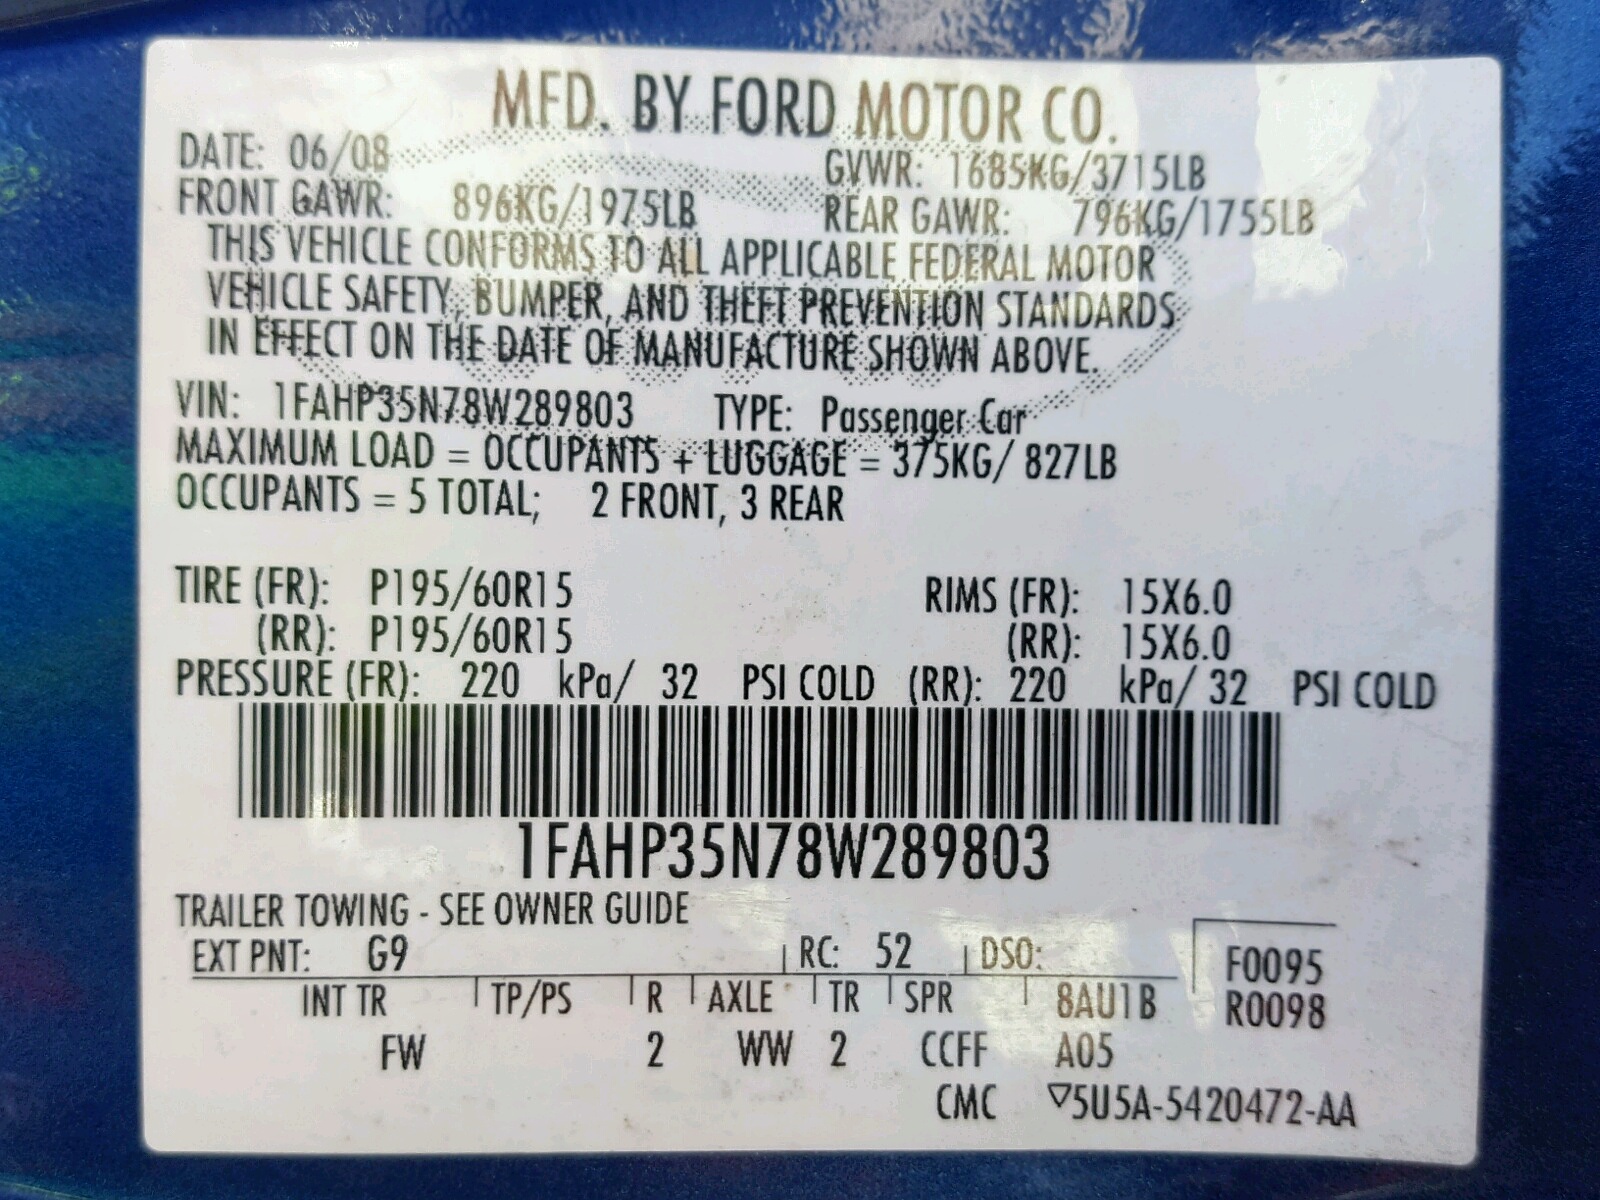 MFD. BY FORD MOTOR CO.
DATE: 06/08 GVWR: 1685KG/3715LB
FRONT GAWR: 896KG/1975LB REAR GAWR: 796KG/1755LB
THIS VEHICLE CONFORMS TO ALL APPLICABLE FEDERAL MOTOR
VEHICLE SAFETY, BUMPER, AND THEFT PREVENTION STANDARDS
IN EFFECT ON THE DATE OF MANUFACTURE SHOWN ABOVE.
VIN: 1FAHP35N78W289803 TYPE: Passenger Car
MAXIMUM LOAD = OCCUPANTS + LUGGAGE = 375KG/ 827LB
OCCUPANTS = 5 TOTAL; 2 FRONT, 3 REAR
TIRE (FR): P195/60R15 RIMS (FR): 15X6.0
(RR): P195/60R15 (RR): 15X6.0
PRESSURE (FR): 220 kPa/ 32 PSI COLD (RR): 220 kPa/ 32 PSI COLD
1FAHP35N78W289803
TRAILER TOWING - SEE OWNER GUIDE
EXT PNT: G9 RC: 52 DSO: F0095
INT TR TP/PS R AXLE TR SPR 8AU1B R0098
FW 2 WW 2 CCFF A05
CMC ▽5U5A-5420472-AA